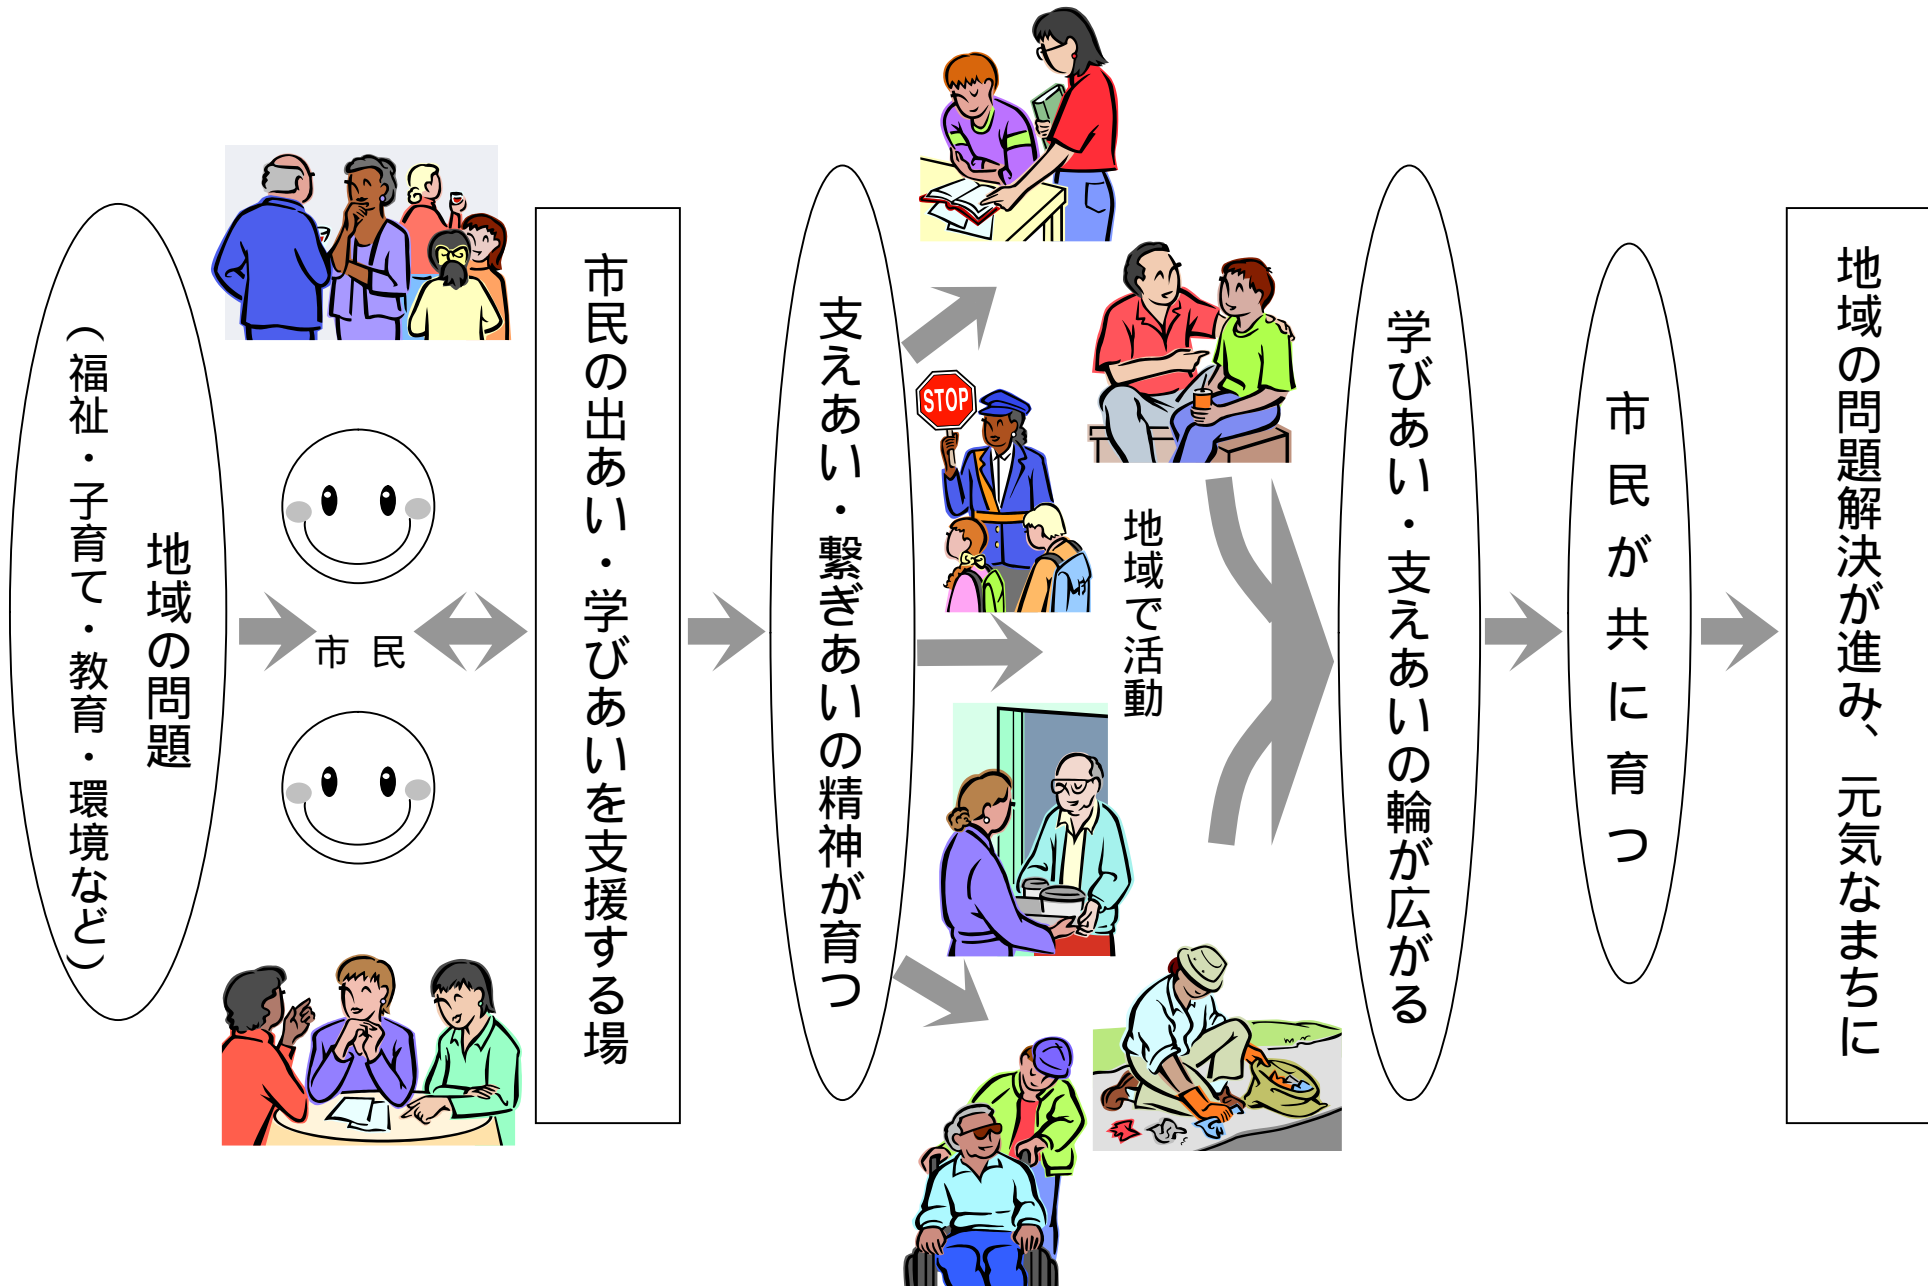 地域の問題
(福祉・子育て・教育・環境など)
市民
市民の出あい・学びあいを支援する場
支えあい・繋ぎあいの精神が育つ
STOP
地域で活動
学びあい・支えあいの輪が広がる
市民が共に育つ
地域の問題解決が進み、元気なまちに